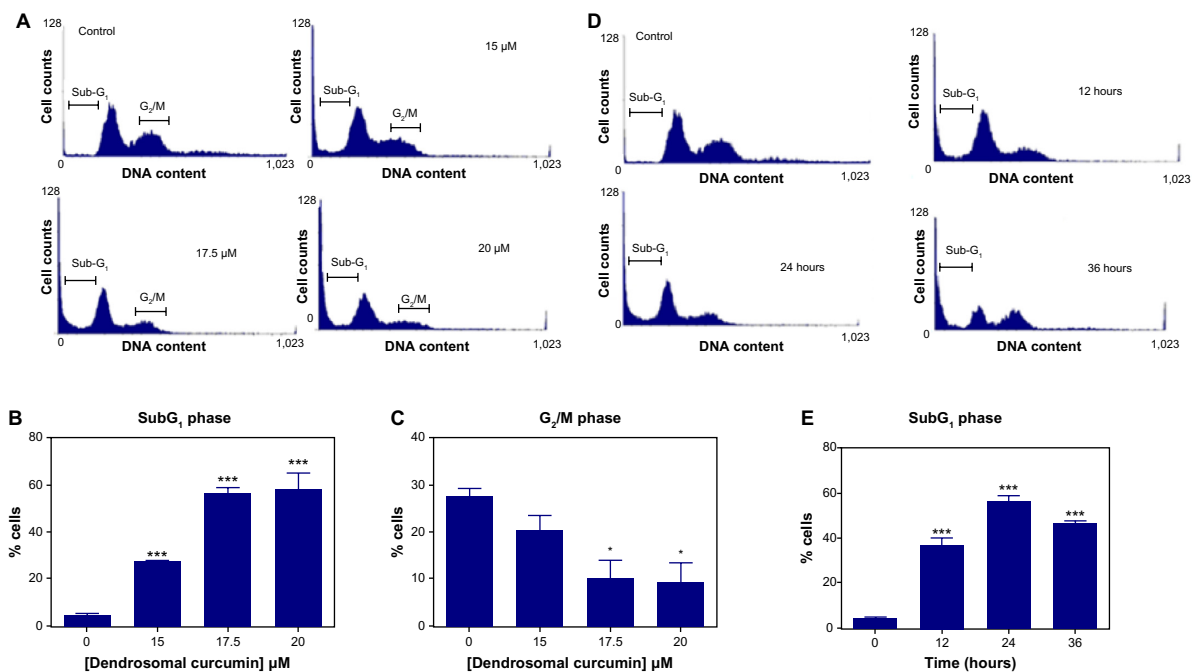 A
128
Control
Sub-G₁
G₂/M
Cell counts
0
1,023
DNA content
128
15 µM
Sub-G₁
G₂/M
Cell counts
0
1,023
DNA content
128
17.5 µM
Sub-G₁
G₂/M
Cell counts
0
1,023
DNA content
128
20 µM
Sub-G₁
G₂/M
Cell counts
0
1,023
DNA content
D
128
Control
Sub-G₁
Cell counts
0
1,023
DNA content
128
12 hours
Sub-G₁
Cell counts
0
1,023
DNA content
128
24 hours
Sub-G₁
Cell counts
0
1,023
DNA content
128
36 hours
Sub-G₁
Cell counts
0
1,023
DNA content
B
SubG₁ phase
80
60
40
20
0
% cells
***
***
***
0 15 17.5 20
[Dendrosomal curcumin] µM
C
G₂/M phase
40
30
20
10
0
% cells
*
*
0 15 17.5 20
[Dendrosomal curcumin] µM
E
SubG₁ phase
80
60
40
20
0
% cells
***
***
***
0 12 24 36
Time (hours)